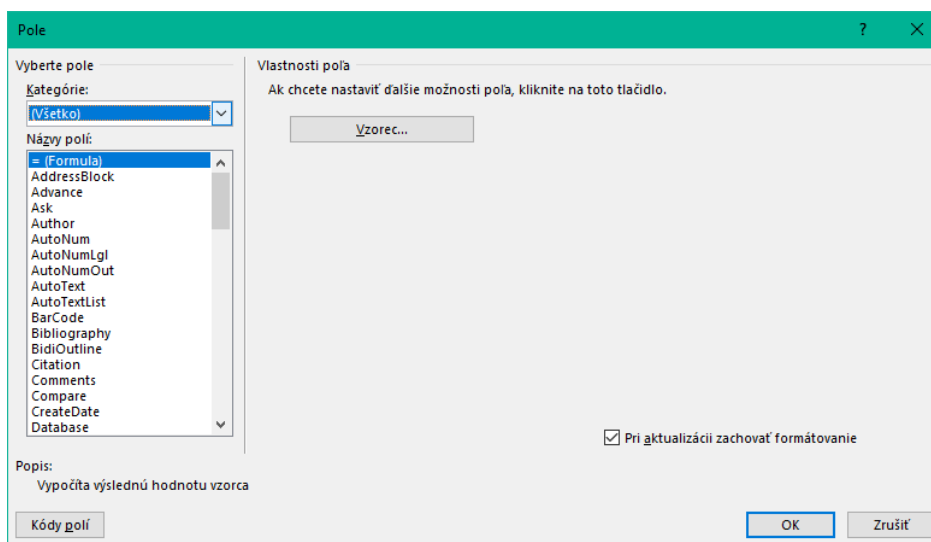 Pole
Vyberte pole
Kategórie:
(Všetko)
Názvy polí:
= (Formula)
AddressBlock
Advance
Ask
Author
AutoNum
AutoNumLgl
AutoNumOut
AutoText
AutoTextList
BarCode
Bibliography
BidiOutline
Citation
Comments
Compare
CreateDate
Database
Vlastnosti poľa
Ak chcete nastaviť ďalšie možnosti poľa, kliknite na toto tlačidlo.
Vzorec...
Pri aktualizácii zachovať formátovanie
Popis:
Vypočíta výslednú hodnotu vzorca
Kódy polí
OK
Zrušiť